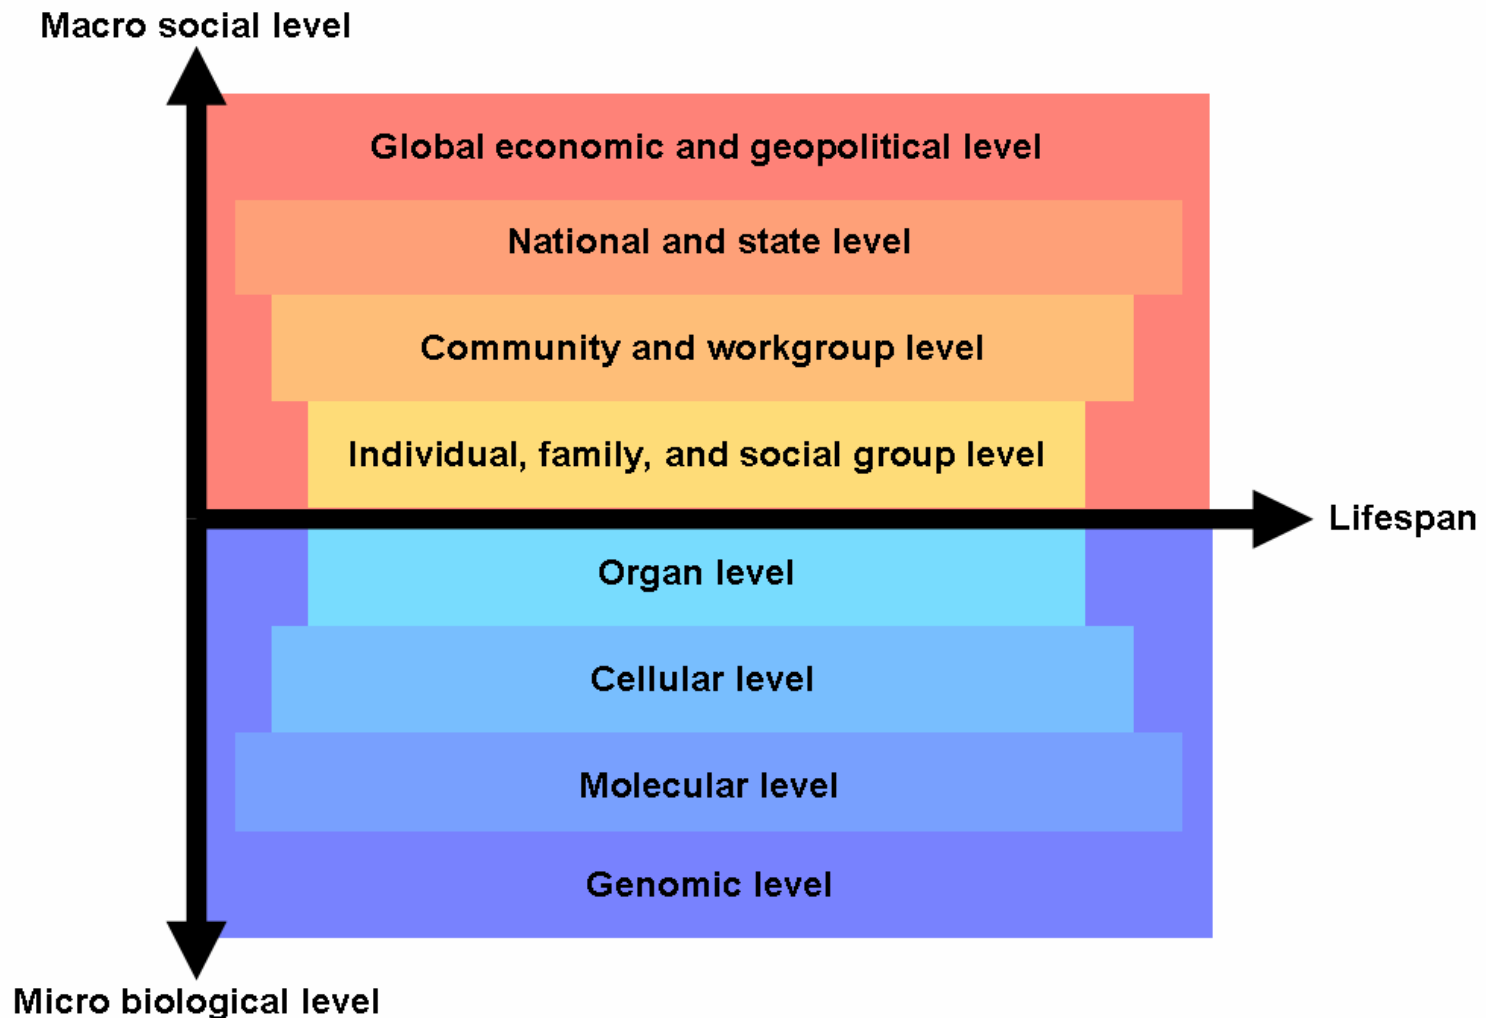 Macro social level
Global economic and geopolitical level
National and state level
Community and workgroup level
Individual, family, and social group level
Lifespan
Organ level
Cellular level
Molecular level
Genomic level
Micro biological level